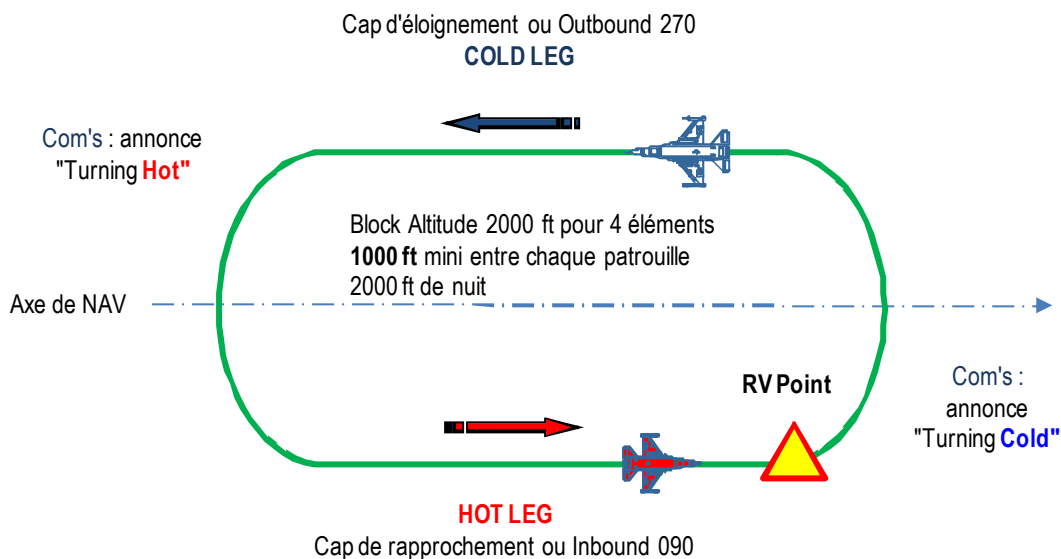 Cap d'éloignement ou Outbound 270
COLD LEG
Com's : annonce
"Turning Hot"
Block Altitude 2000 ft pour 4 éléments
1000 ft mini entre chaque patrouille
2000 ft de nuit
Axe de NAV
RV Point
Com's :
annonce
"Turning Cold"
HOT LEG
Cap de rapprochement ou Inbound 090